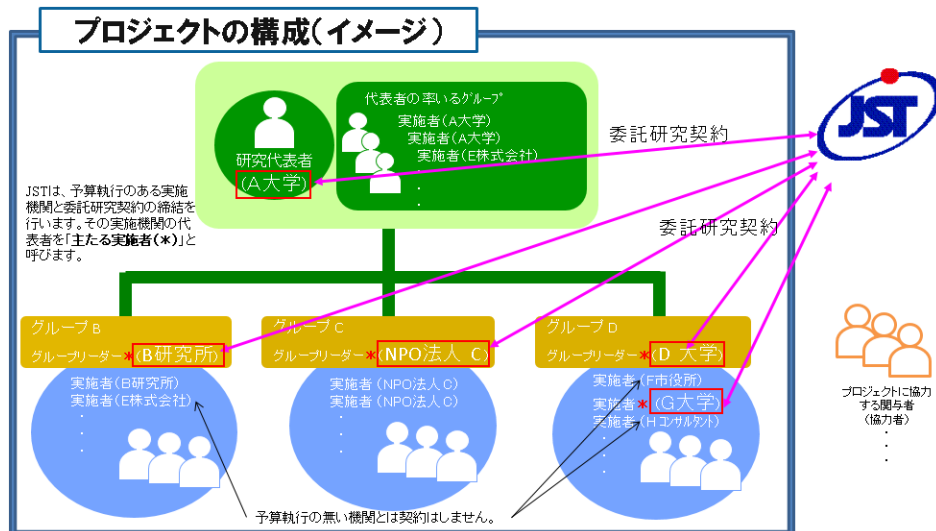 プロジェクトの構成(イメージ)
研究代表者
(A大学)
代表者の率いるグループ
実施者(A大学)
実施者(A大学)
実施者(E株式会社)
.
.
委託研究契約
JST
JSTは、予算執行のある実施
機関と委託研究契約の締結を
行います。その実施機関の代
表者を「主たる実施者(*)」と
呼びます。
委託研究契約
グループB
グループリーダー*(B研究所)
実施者(B研究所)
実施者(E株式会社)
.
.
.
グループC
グループリーダー*(NPO法人 C)
実施者(NPO法人C)
実施者(NPO法人C)
.
.
.
グループD
グループリーダー*(D 大学)
実施者(F市役所)
実施者*(G大学)
実施者(Hコンサルタント)
.
.
プロジェクトに協力
する関与者
(協力者)
.
.
.
予算執行の無い機関とは契約はしません。